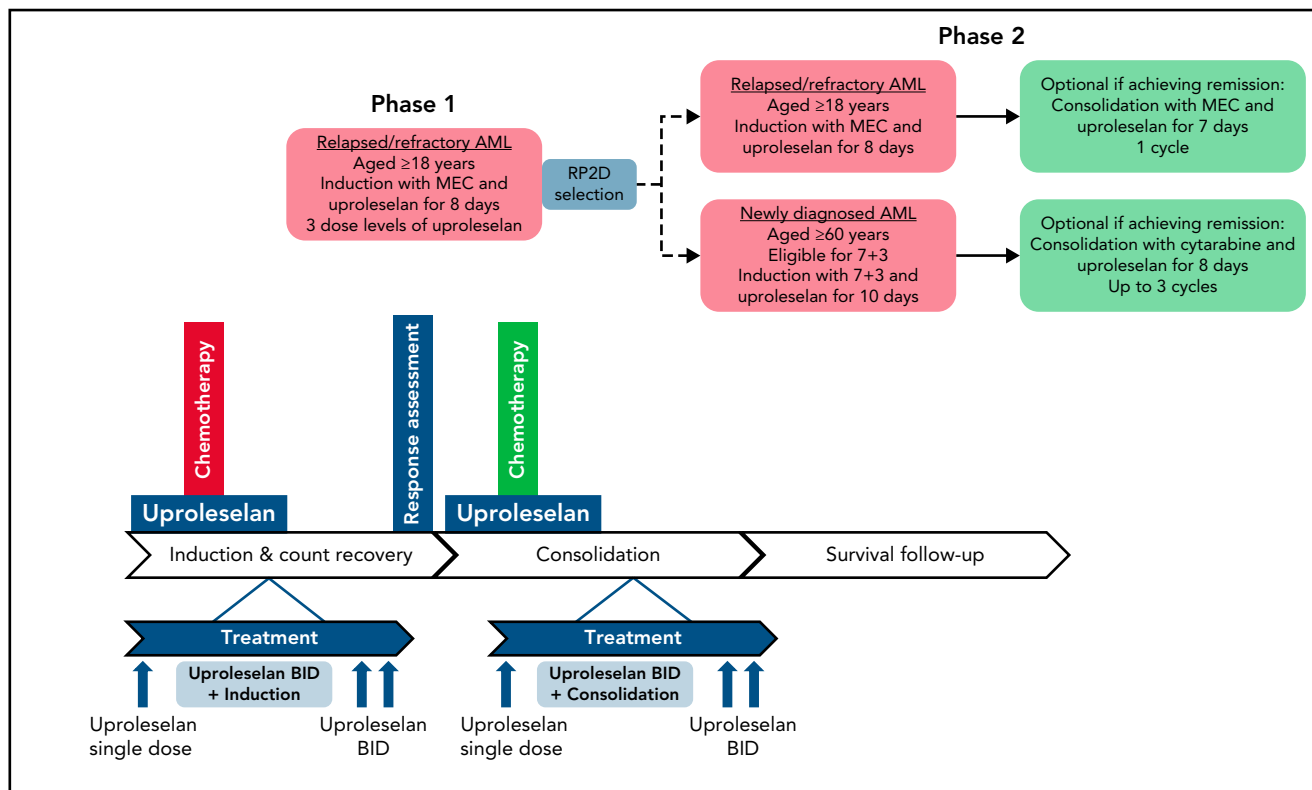 Phase 1
Relapsed/refractory AML
Aged ≥18 years
Induction with MEC and
uproleselan for 8 days
3 dose levels of uproleselan
RP2D
selection
Phase 2
Relapsed/refractory AML
Aged ≥18 years
Induction with MEC and
uproleselan for 8 days
Optional if achieving remission:
Consolidation with MEC and
uproleselan for 7 days
1 cycle
Newly diagnosed AML
Aged ≥60 years
Eligible for 7+3
Induction with 7+3 and
uproleselan for 10 days
Optional if achieving remission:
Consolidation with cytarabine and
uproleselan for 8 days
Up to 3 cycles
Chemotherapy
Response assessment
Chemotherapy
Uproleselan
Uproleselan
Induction & count recovery
Consolidation
Survival follow-up
Treatment
Uproleselan BID
+ Induction
Uproleselan
single dose
Uproleselan
BID
Treatment
Uproleselan BID
+ Consolidation
Uproleselan
single dose
Uproleselan
BID